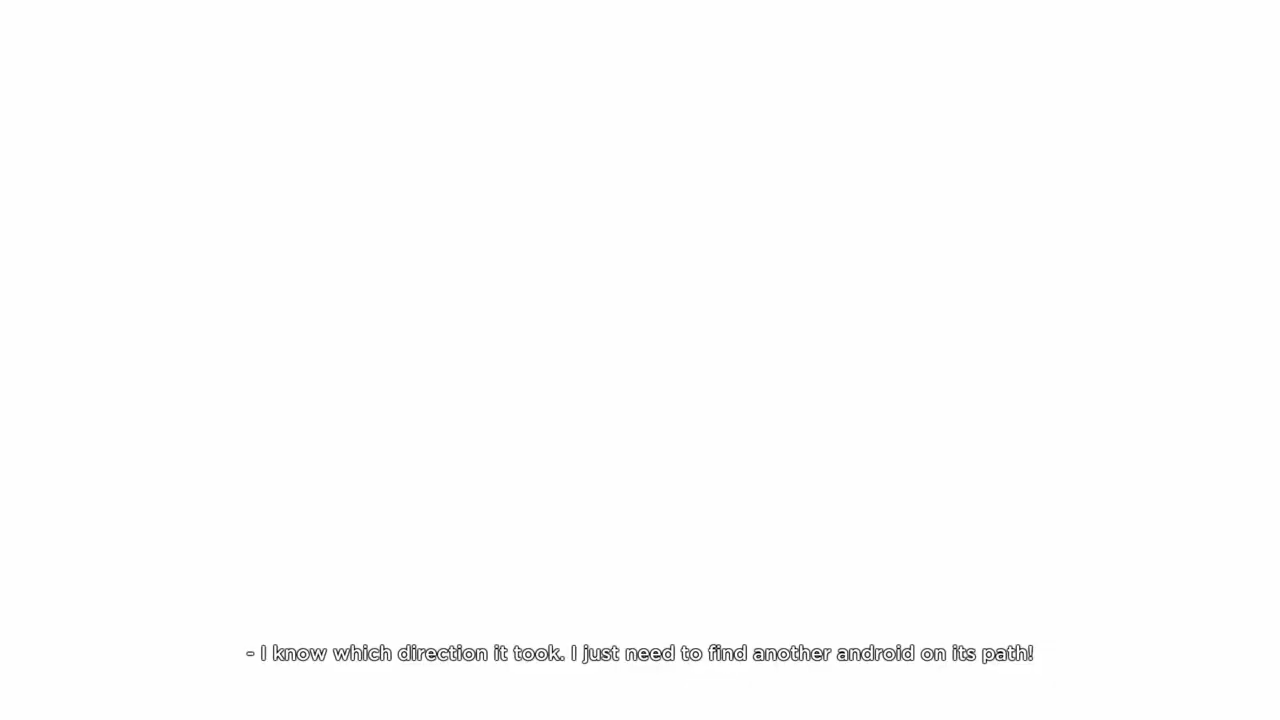 - I know which direction it took. I just need to find another android on its path!